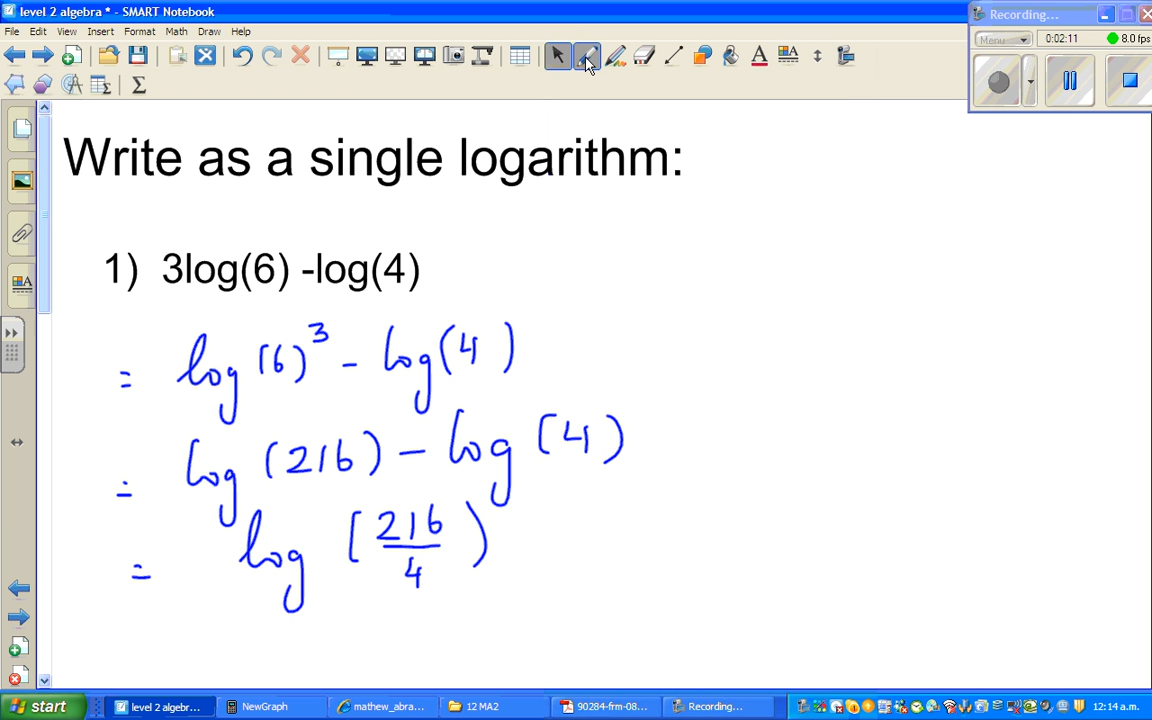 level 2 algebra * - SMART Notebook
Recording...
File Edit View Insert Format Math Draw Help
Menu 0:02:11 8.0 fps
Write as a single logarithm:
1) 3log(6) -log(4)
= log (6)³ - log(4)
= log (216) - log (4)
= log (216/4)
start level 2 algebr... NewGraph mathew_abra... 12 MA2 90284-frm-08... Recording... 12:14 a.m.